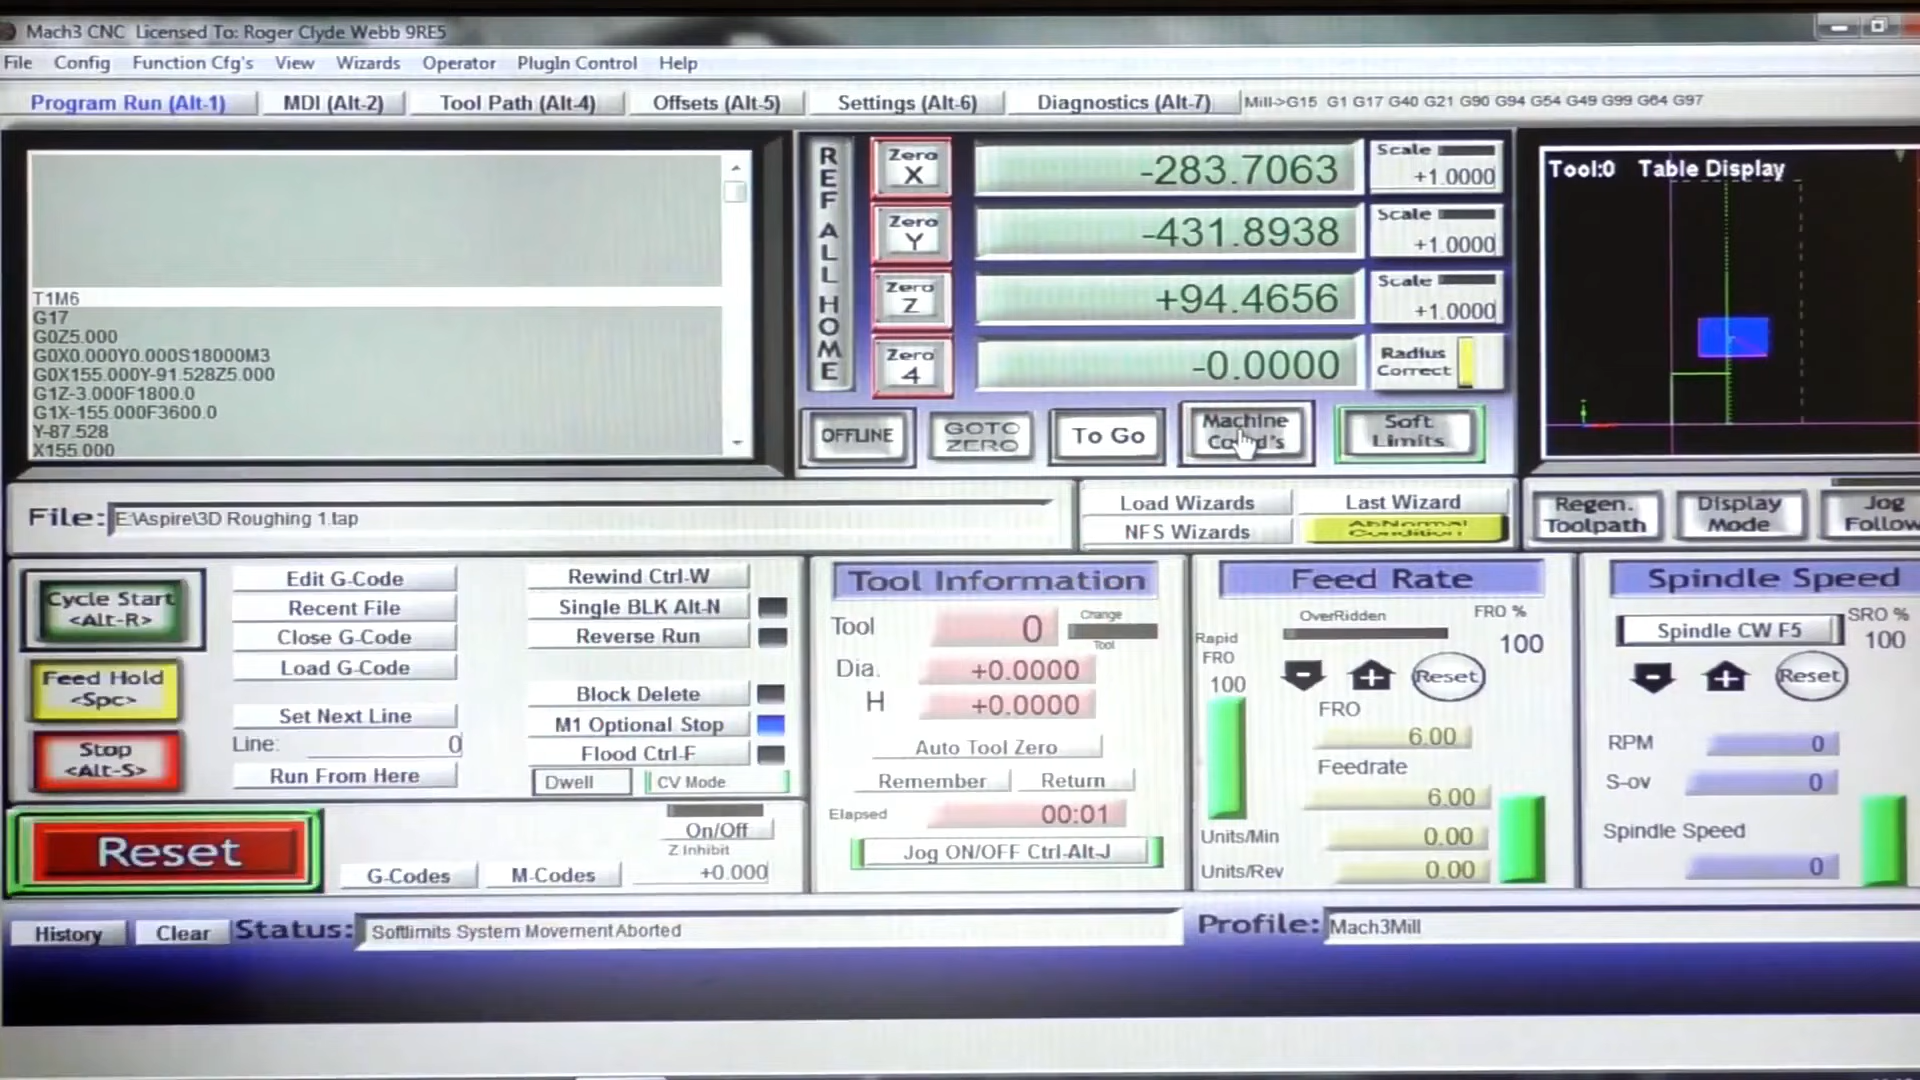 Mach3 CNC Licensed To: Roger Clyde Webb 9RE5
File Config Function Cfg's View Wizards Operator PlugIn Control Help
Program Run (Alt-1) MDI (Alt-2) Tool Path (Alt-4) Offsets (Alt-5) Settings (Alt-6) Diagnostics (Alt-7) Mill->G15 G1 G17 G40 G21 G90 G94 G54 G49 G99 G64 G97
T1M6
G17
G0Z5.000
G0X0.000Y0.000S18000M3
G0X155.000Y-91.528Z5.000
G1Z-3.000F1800.0
G1X-155.000F3600.0
Y-87.528
X155.000
REF ALL HOME
Zero X -283.7063 Scale +1.0000
Zero Y -431.8938 Scale +1.0000
Zero Z +94.4656 Scale +1.0000
Zero 4 -0.0000 Radius Correct
OFFLINE GOTO ZERO To Go Machine Coord's Soft Limits
Tool:0 Table Display
File: E:\Aspire\3D Roughing 1.tap
Load Wizards Last Wizard
NFS Wizards AbNormal Condition
Regen. Toolpath Display Mode Jog Follow
Cycle Start <Alt-R>
Feed Hold <Spc>
Stop <Alt-S>
Reset
Edit G-Code
Recent File
Close G-Code
Load G-Code
Set Next Line
Line: 0
Run From Here
Rewind Ctrl-W
Single BLK Alt-N
Reverse Run
Block Delete
M1 Optional Stop
Flood Ctrl-F
Dwell CV Mode
On/Off
Z Inhibit
+0.000
G-Codes M-Codes
Tool Information
Tool 0 Change Tool
Dia. +0.0000
H +0.0000
Auto Tool Zero
Remember Return
Elapsed 00:01
Jog ON/OFF Ctrl-Alt-J
Feed Rate
OverRidden FRO %
100
Rapid FRO
100
Reset
FRO
6.00
Feedrate
6.00
Units/Min 0.00
Units/Rev 0.00
Spindle Speed
Spindle CW F5 SRO %
100
Reset
RPM 0
S-ov 0
Spindle Speed
0
History Clear Status: Softlimits System Movement Aborted Profile: Mach3Mill